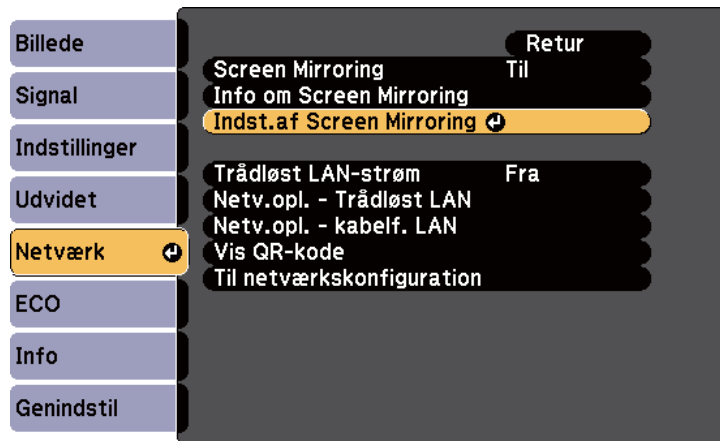 Billede
Signal
Indstillinger
Udvidet
Netværk
ECO
Info
Genindstil
Retur
Screen Mirroring Til
Info om Screen Mirroring
Indst.af Screen Mirroring
Trådløst LAN-strøm Fra
Netv.opl. - Trådløst LAN
Netv.opl. - kabelf. LAN
Vis QR-kode
Til netværkskonfiguration